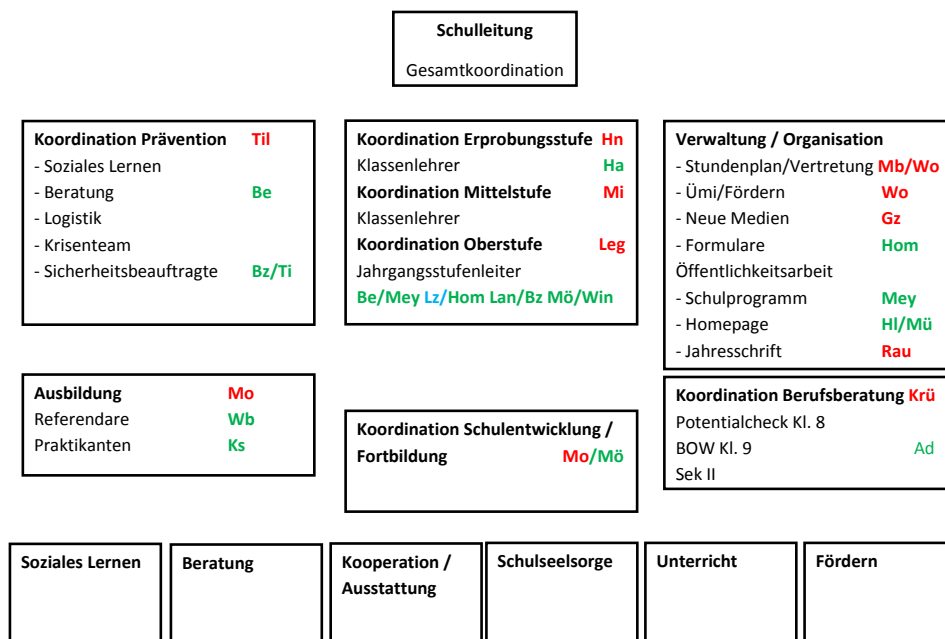 Schulleitung
Gesamtkoordination
Koordination Prävention Til
- Soziales Lernen
- Beratung Be
- Logistik
- Krisenteam
- Sicherheitsbeauftragte Bz/Ti
Koordination Erprobungsstufe Hn
Klassenlehrer Ha
Koordination Mittelstufe Mi
Klassenlehrer
Koordination Oberstufe Leg
Jahrgangsstufenleiter
Be/Mey Lz/Hom Lan/Bz Mö/Win
Verwaltung / Organisation
- Stundenplan/Vertretung Mb/Wo
- Ümi/Fördern Wo
- Neue Medien Gz
- Formulare Hom
Öffentlichkeitsarbeit
- Schulprogramm Mey
- Homepage Hl/Mü
- Jahresschrift Rau
Ausbildung Mo
Referendare Wb
Praktikanten Ks
Koordination Schulentwicklung /
Fortbildung Mo/Mö
Koordination Berufsberatung Krü
Potentialcheck Kl. 8
BOW Kl. 9 Ad
Sek II
Soziales Lernen
Beratung
Kooperation /
Ausstattung
Schulseelsorge
Unterricht
Fördern